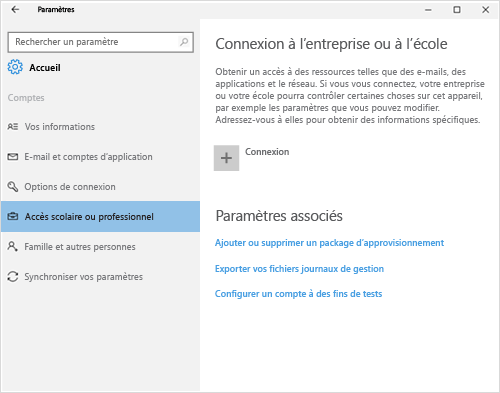 Paramètres
Rechercher un paramètre
Accueil
Comptes
Vos informations
E-mail et comptes d'application
Options de connexion
Accès scolaire ou professionnel
Famille et autres personnes
Synchroniser vos paramètres
Connexion à l'entreprise ou à l'école
Obtenir un accès à des ressources telles que des e-mails, des
applications et le réseau. Si vous vous connectez, votre entreprise
ou votre école pourra contrôler certaines choses sur cet appareil,
par exemple les paramètres que vous pouvez modifier.
Adressez-vous à elles pour obtenir des informations spécifiques.
Connexion
Paramètres associés
Ajouter ou supprimer un package d'approvisionnement
Exporter vos fichiers journaux de gestion
Configurer un compte à des fins de tests